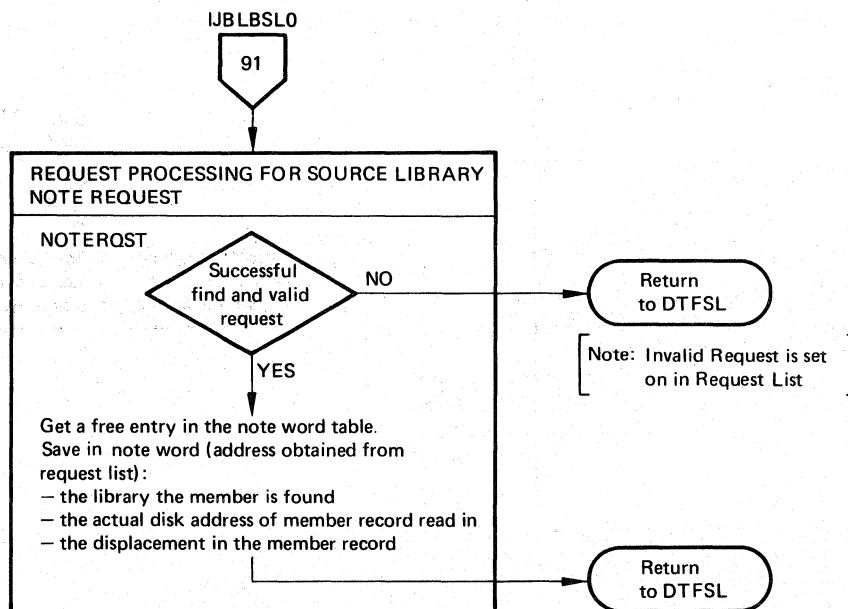 IJBLBSL0
91
REQUEST PROCESSING FOR SOURCE LIBRARY
NOTE REQUEST
NOTERQST
Successful
find and valid
request
NO
Return
to DTFSL
Note: Invalid Request is set
on in Request List
YES
Get a free entry in the note word table.
Save in note word (address obtained from
request list):
— the library the member is found
— the actual disk address of member record read in
— the displacement in the member record
Return
to DTFSL